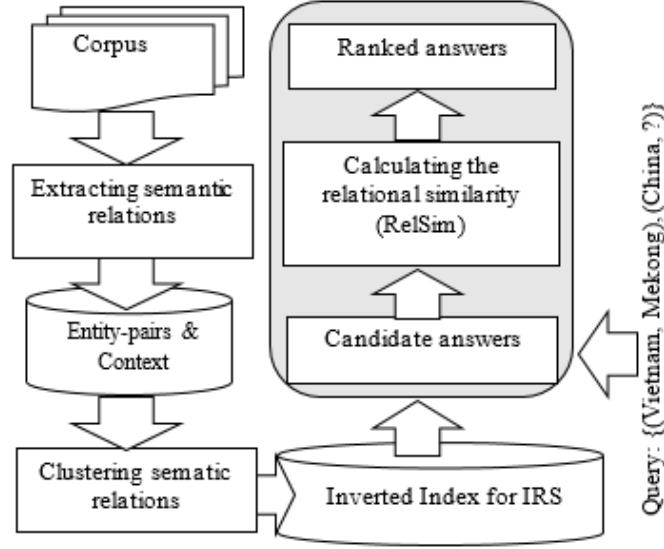 Corpus
Extracting semantic
relations
Entity-pairs &
Context
Clustering sematic
relations
Inverted Index for IRS
Candidate answers
Calculating the
relational similarity
(RelSim)
Ranked answers
Query: {(Vietnam, Mekong),(China, ?)}